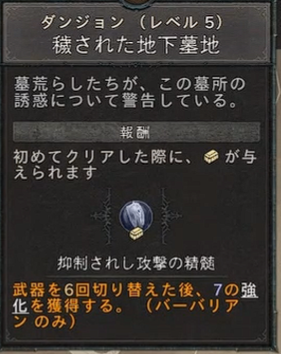 ダンジョン（レベル 5）
穢された地下墓地
墓荒らしたちが、この墓所の
誘惑について警告している。
報酬
初めてクリアした際に、 が与
えられます
抑制されし攻撃の精髄
武器を6回切り替えた後、7の強
化を獲得する。（バーバリア
ン のみ）